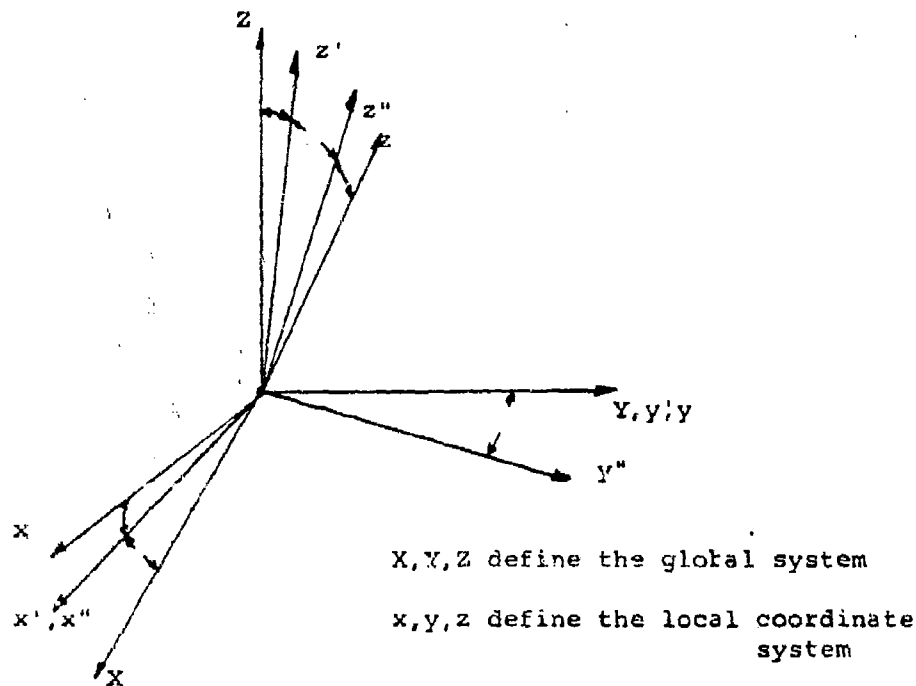 Z
z'
z"
z
Y,y',y
Y"
x
x',x"
X
X,Y,Z define the global system
x,y,z define the local coordinate
system